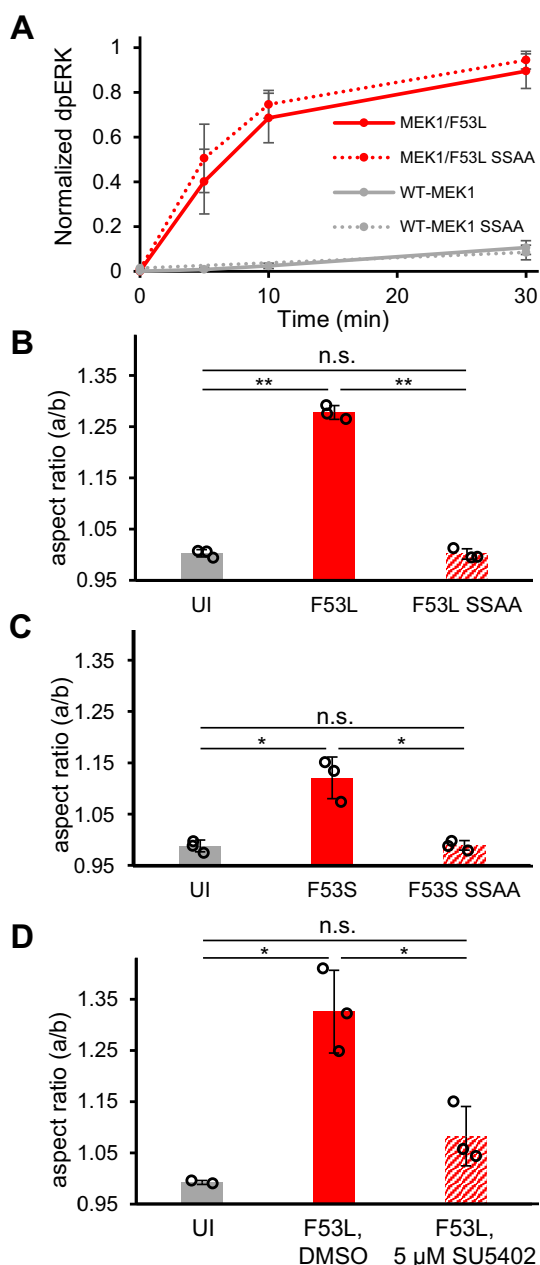 A
Normalized dpERK
1
0.8
0.6
0.4
0.2
0
MEK1/F53L
MEK1/F53L SSAA
WT-MEK1
WT-MEK1 SSAA
0 10 20 30
Time (min)
B
n.s.
** **
aspect ratio (a/b)
1.35
1.25
1.15
1.05
0.95
UI F53L F53L SSAA
C
n.s.
* *
aspect ratio (a/b)
1.35
1.25
1.15
1.05
0.95
UI F53S F53S SSAA
D
n.s.
* *
aspect ratio (a/b)
1.35
1.25
1.15
1.05
0.95
UI F53L, F53L,
DMSO 5 µM SU5402